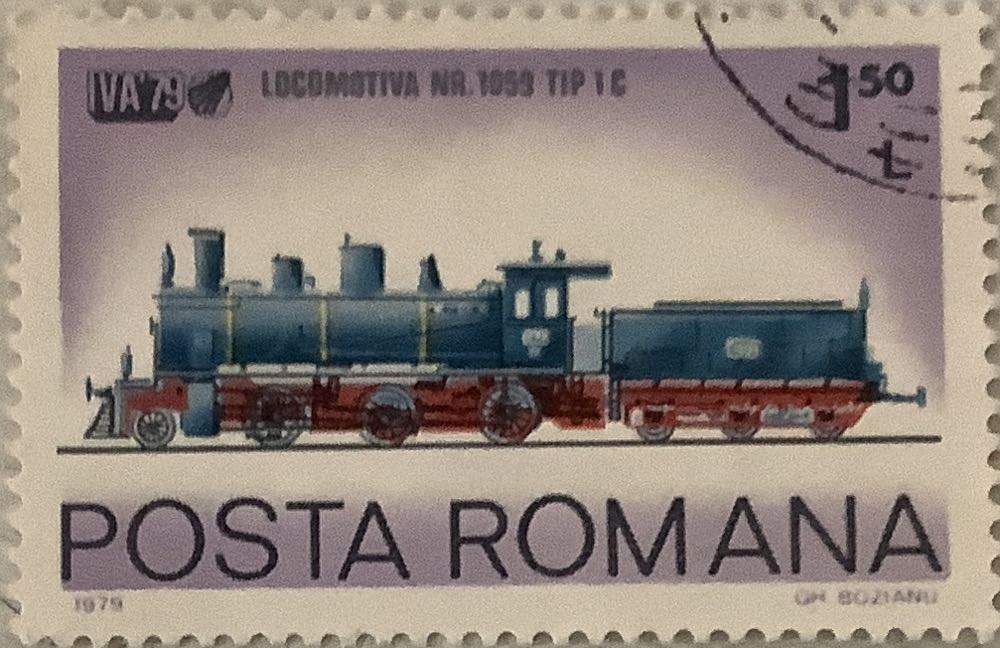 IVA '79 LOCOMOTIVA NR. 1059 TIP 1C
1 50
L
POSTA ROMANA
1979 GH BOZIANU